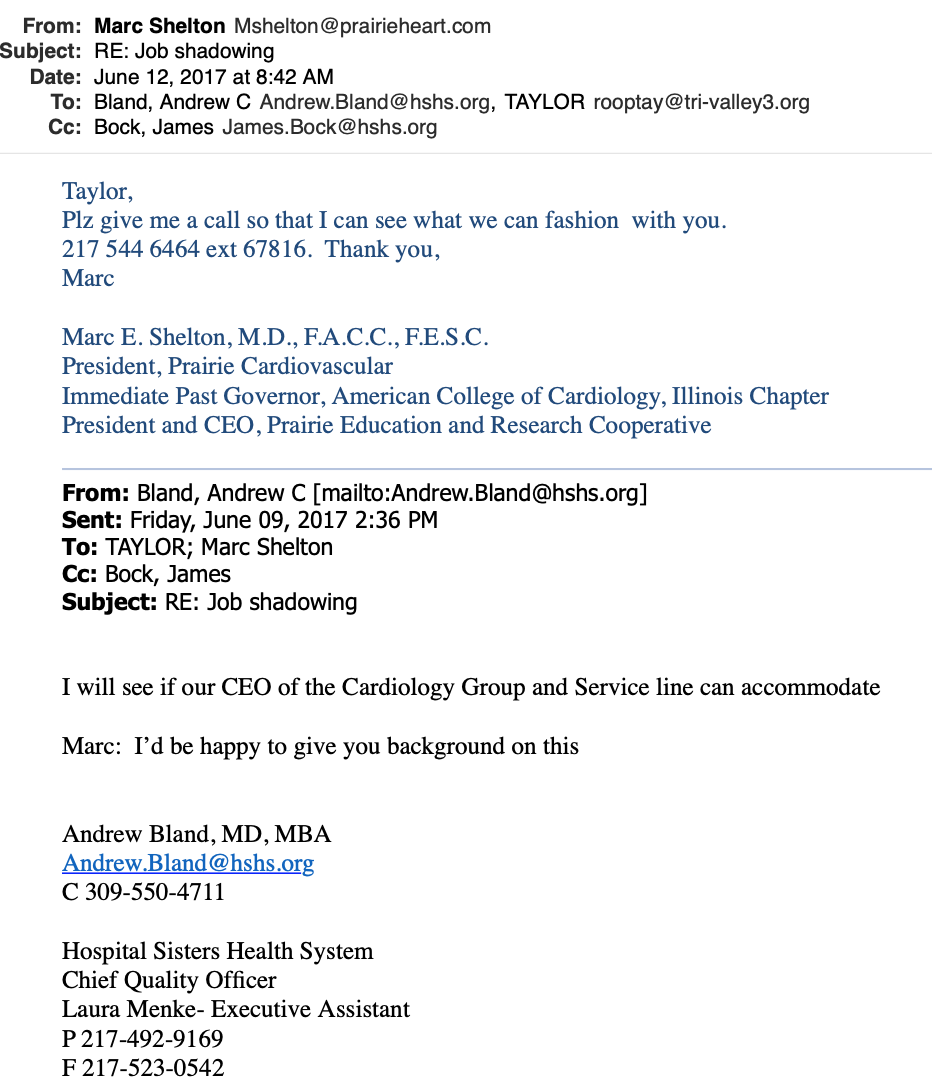 From: Marc Shelton Mshelton@prairieheart.com
Subject: RE: Job shadowing
Date: June 12, 2017 at 8:42 AM
To: Bland, Andrew C Andrew.Bland@hshs.org, TAYLOR rooptay@tri-valley3.org
Cc: Bock, James James.Bock@hshs.org
Taylor,
Plz give me a call so that I can see what we can fashion  with you.
217 544 6464 ext 67816.  Thank you,
Marc
Marc E. Shelton, M.D., F.A.C.C., F.E.S.C.
President, Prairie Cardiovascular
Immediate Past Governor, American College of Cardiology, Illinois Chapter
President and CEO, Prairie Education and Research Cooperative
From: Bland, Andrew C [mailto:Andrew.Bland@hshs.org]
Sent: Friday, June 09, 2017 2:36 PM
To: TAYLOR; Marc Shelton
Cc: Bock, James
Subject: RE: Job shadowing
I will see if our CEO of the Cardiology Group and Service line can accommodate
Marc:  I’d be happy to give you background on this
Andrew Bland, MD, MBA
Andrew.Bland@hshs.org
C 309-550-4711
Hospital Sisters Health System
Chief Quality Officer
Laura Menke- Executive Assistant
P 217-492-9169
F 217-523-0542